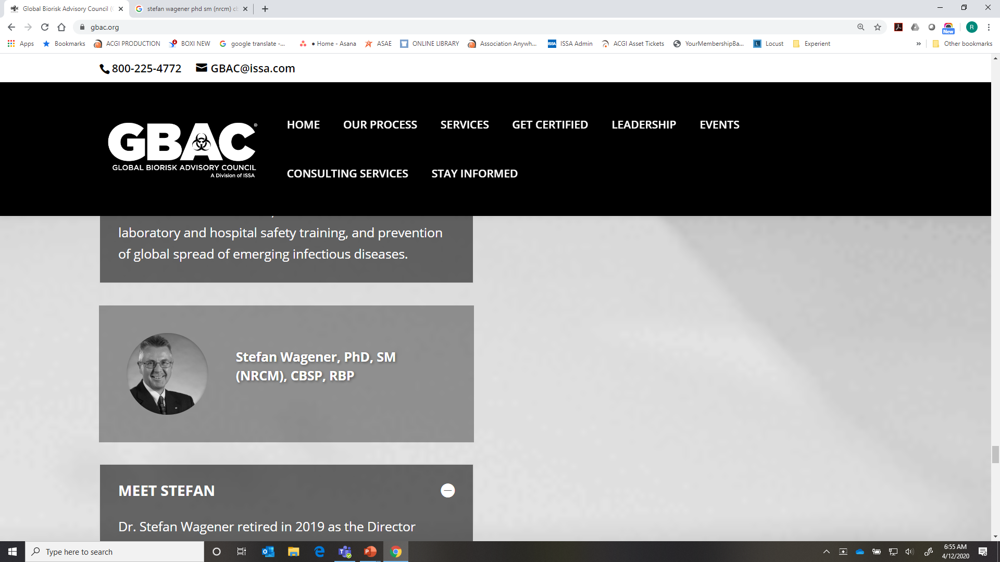 Global Biorisk Advisory Council (
stefan wagener phd sm (nrcm) cb
gbac.org
New
R
Apps
Bookmarks
ACGI PRODUCTION
BOXI NEW
google translate -...
• Home - Asana
ASAE
ONLINE LIBRARY
Association Anywh...
ISSA
ISSA Admin
ACGI Asset Tickets
YourMembershipBa...
L
Locust
Experient
»
Other bookmarks
800-225-4772
GBAC@issa.com
GBAC®
GLOBAL BIORISK ADVISORY COUNCIL
A Division of ISSA
HOME
OUR PROCESS
SERVICES
GET CERTIFIED
LEADERSHIP
EVENTS
CONSULTING SERVICES
STAY INFORMED
laboratory and hospital safety training, and prevention
of global spread of emerging infectious diseases.
Stefan Wagener, PhD, SM
(NRCM), CBSP, RBP
MEET STEFAN
Dr. Stefan Wagener retired in 2019 as the Director
Type here to search
6:55 AM
4/12/2020